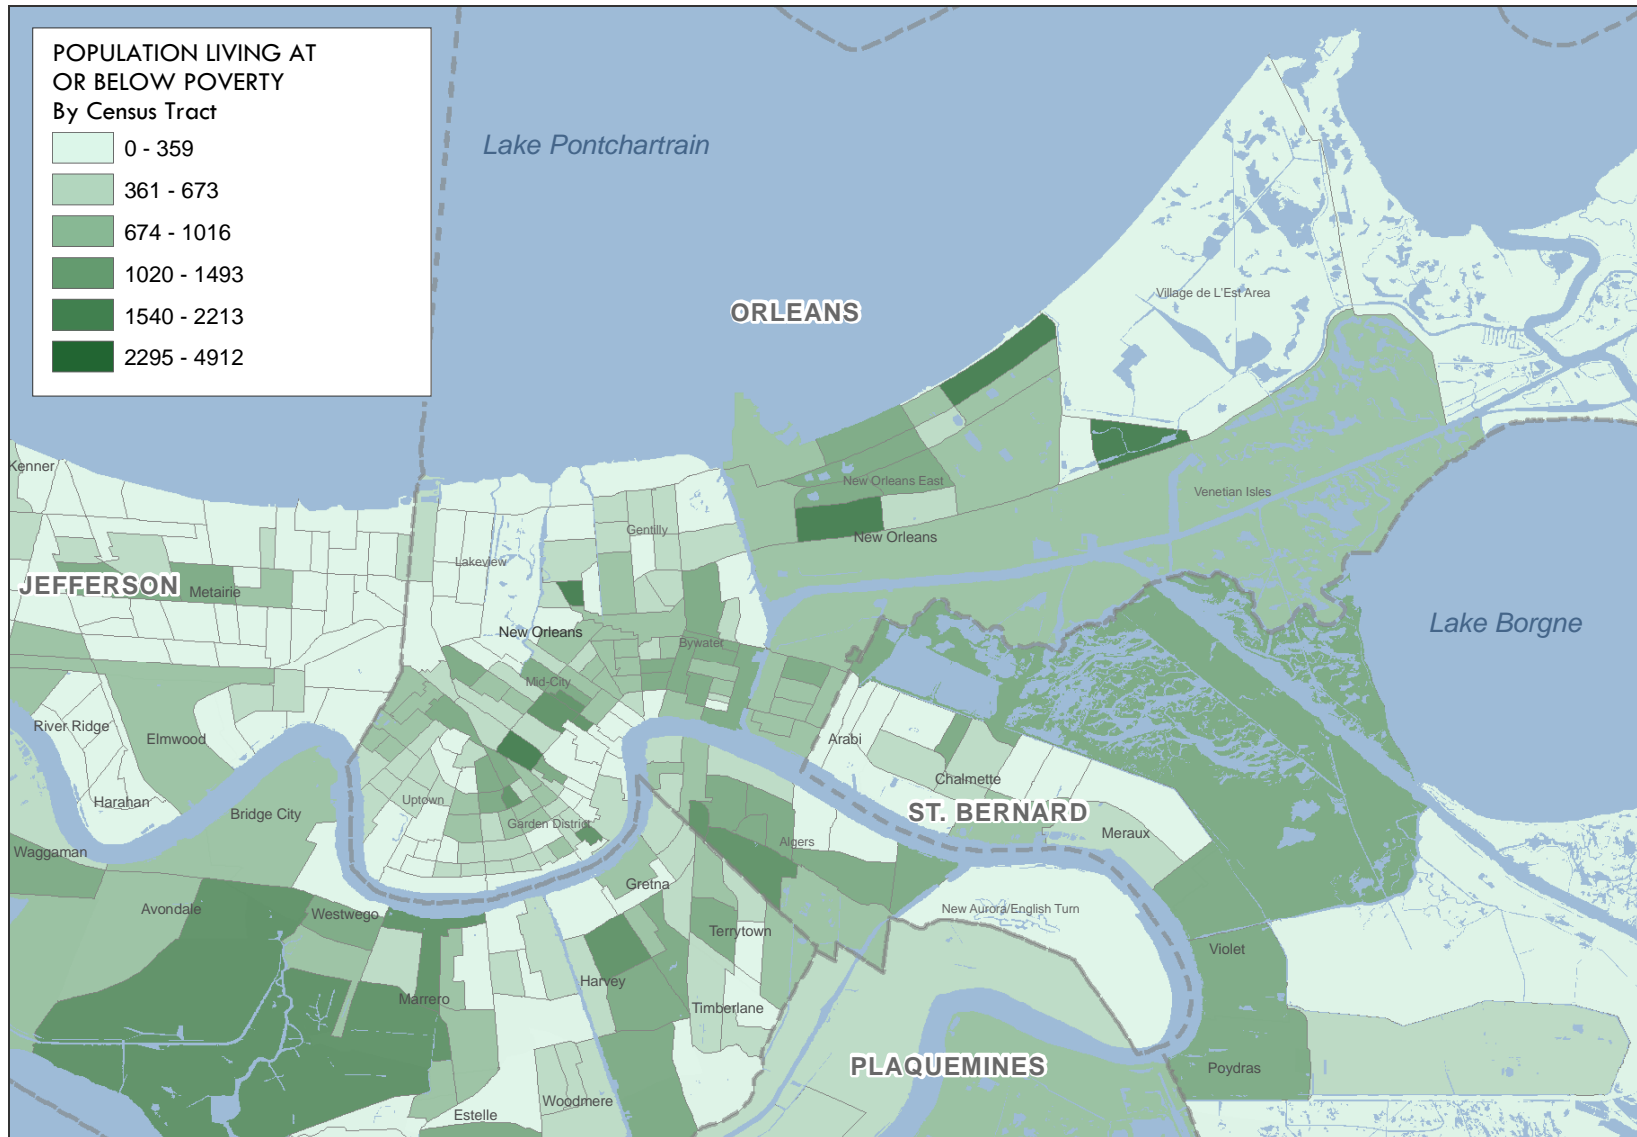 POPULATION LIVING AT
OR BELOW POVERTY
By Census Tract
0 - 359
361 - 673
674 - 1016
1020 - 1493
1540 - 2213
2295 - 4912
Lake Pontchartrain
Village de L'Est Area
ORLEANS
Kenner
New Orleans East
Venetian Isles
Gentilly
New Orleans
Lakeview
JEFFERSON
Metairie
Lake Borgne
New Orleans
Bywater
Mid-City
River Ridge
Elmwood
Arabi
Chalmette
Harahan
Uptown
Bridge City
Garden District
ST. BERNARD
Meraux
Algers
Waggaman
Gretna
Avondale
Westwego
New Aurora/English Turn
Terrytown
Violet
Harvey
Marrero
Timberlane
PLAQUEMINES
Poydras
Woodmere
Estelle